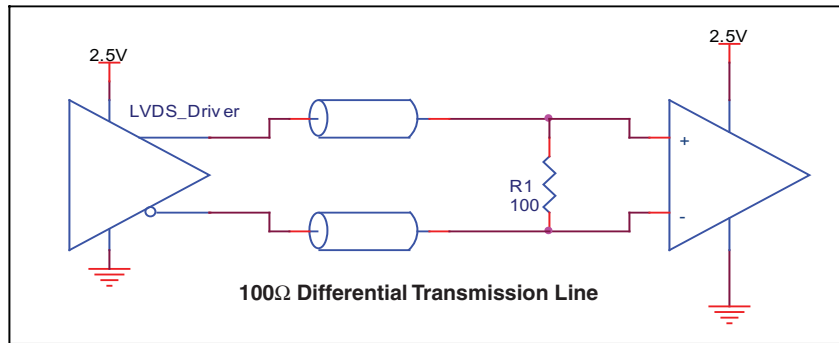 2.5V
2.5V
LVDS_Driver
+
R1
100
-
100Ω Differential Transmission Line